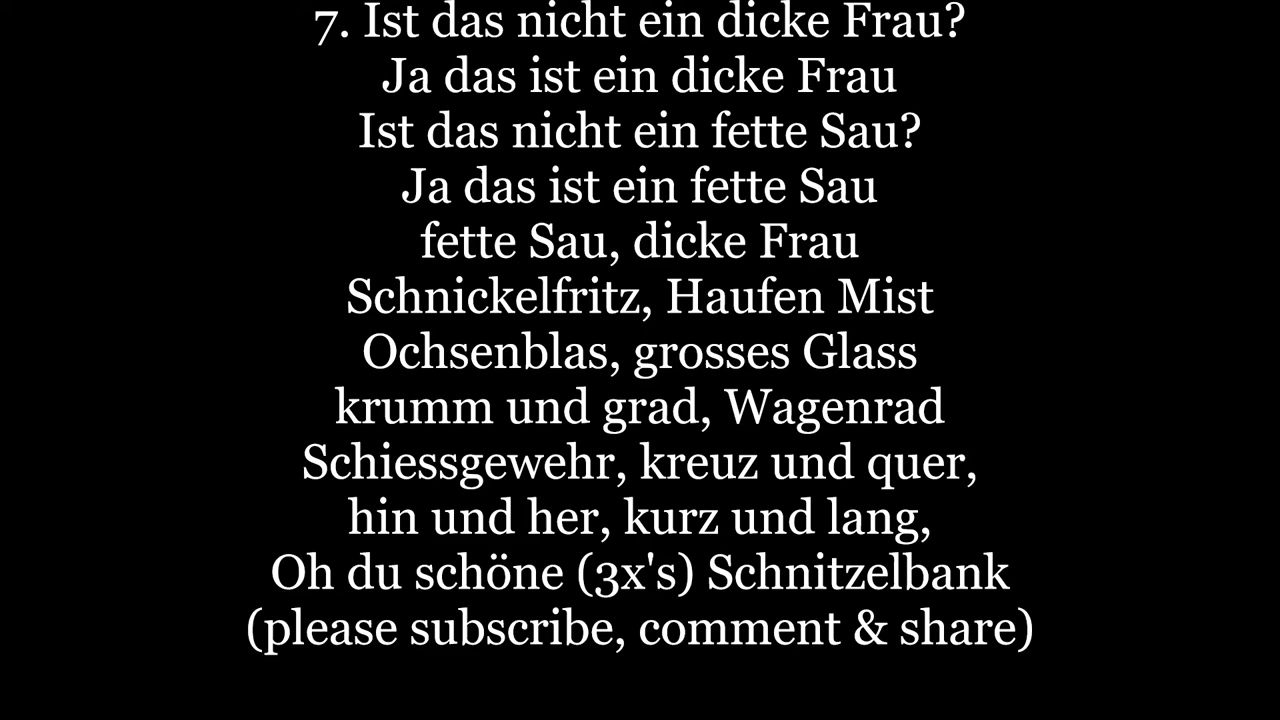 7. Ist das nicht ein dicke Frau?
Ja das ist ein dicke Frau
Ist das nicht ein fette Sau?
Ja das ist ein fette Sau
fette Sau, dicke Frau
Schnickelfritz, Haufen Mist
Ochsenblas, grosses Glass
krumm und grad, Wagenrad
Schiessgewehr, kreuz und quer,
hin und her, kurz und lang,
Oh du schöne (3x's) Schnitzelbank
(please subscribe, comment & share)